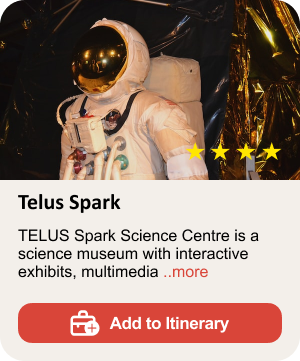 Telus Spark
TELUS Spark Science Centre is a
science museum with interactive
exhibits, multimedia ..more
Add to Itinerary